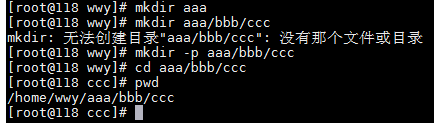 [root@118 wwy]# mkdir aaa
[root@118 wwy]# mkdir aaa/bbb/ccc
mkdir: 无法创建目录"aaa/bbb/ccc": 没有那个文件或目录
[root@118 wwy]# mkdir -p aaa/bbb/ccc
[root@118 wwy]# cd aaa/bbb/ccc
[root@118 ccc]# pwd
/home/wwy/aaa/bbb/ccc
[root@118 ccc]#